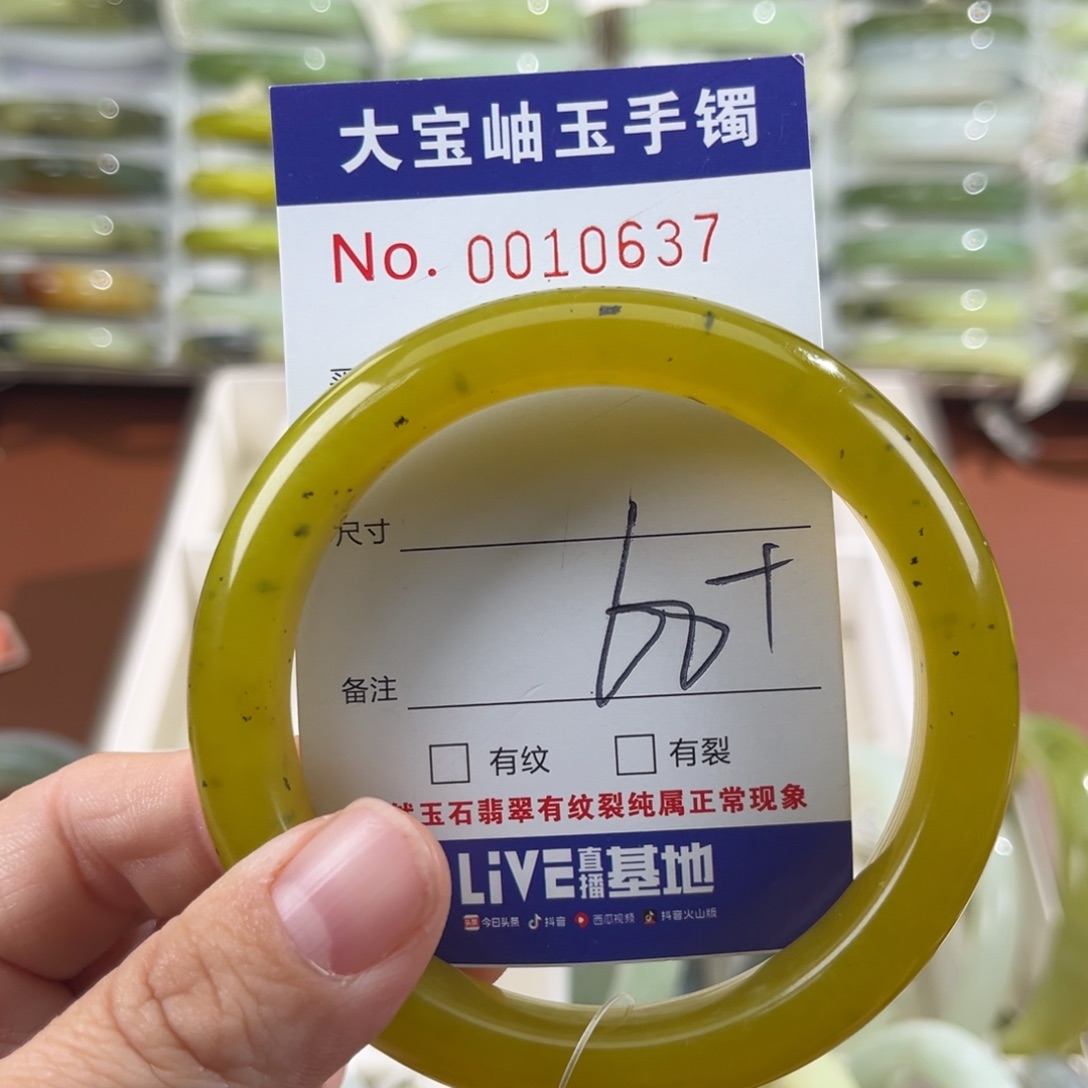 大宝岫玉手镯
No. 0010637
尺寸
60+
备注
□ 有纹 □ 有裂
玉石翡翠有纹裂纯属正常现象
LiVE直播基地
今日头条 抖音 西瓜视频 抖音火山版